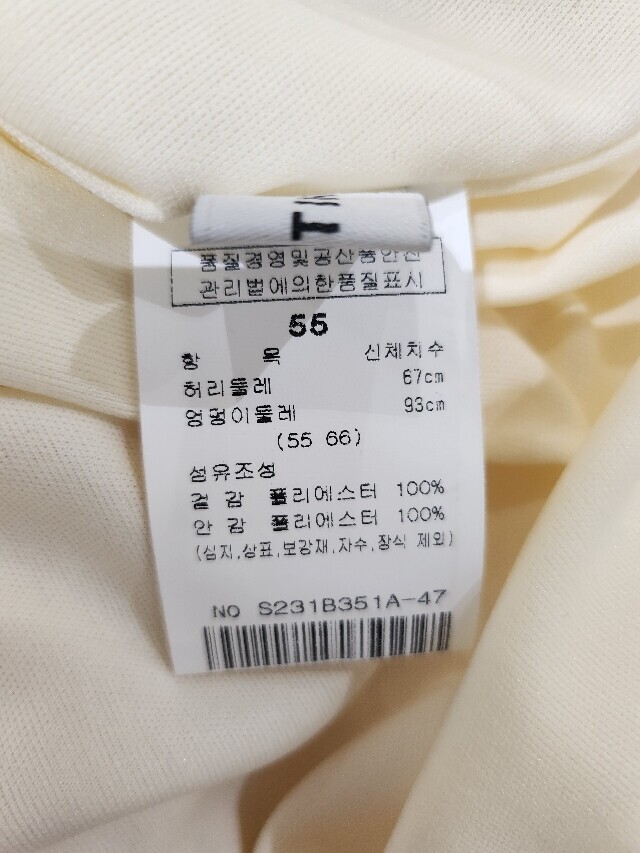 TIM
품질경영및공산품안전
관리법에의한품질표시
55
항 목 신체치수
허리둘레 67cm
엉덩이둘레 93cm
(55 66)
섬유조성
겉 감 폴리에스터 100%
안 감 폴리에스터 100%
(심지,상표,보강재,자수,장식 제외)
NO S231B351A-47